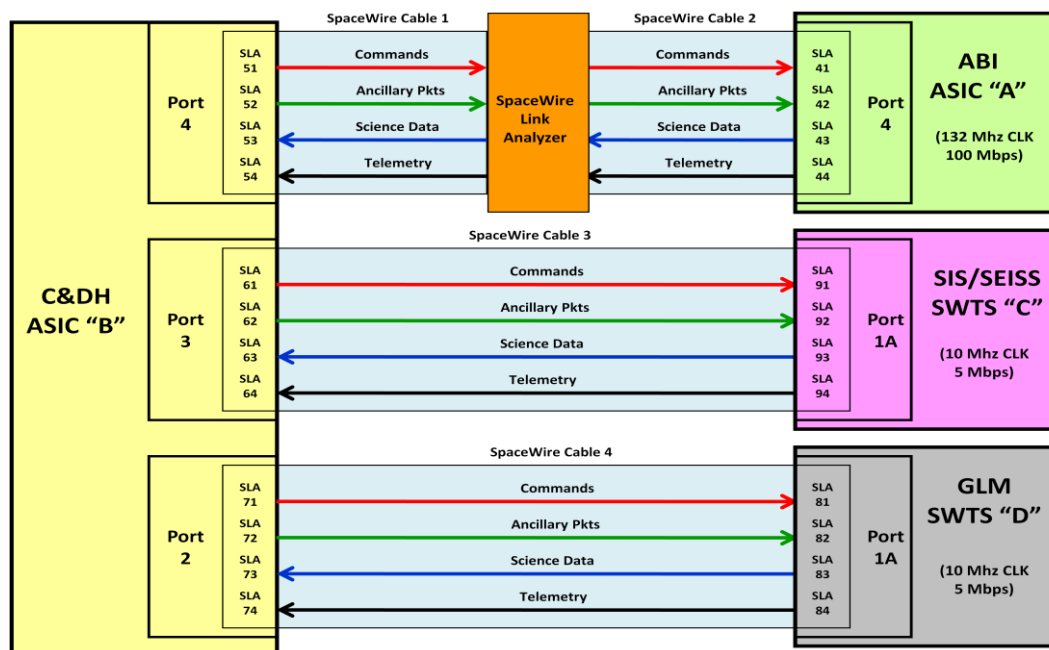 SpaceWire Cable 1
SpaceWire Cable 2
C&DH
ASIC “B”
Port
4
SLA
51
SLA
52
SLA
53
SLA
54
Commands
Ancillary Pkts
Science Data
Telemetry
SpaceWire
Link
Analyzer
Commands
Ancillary Pkts
Science Data
Telemetry
SLA
41
SLA
42
SLA
43
SLA
44
Port
4
ABI
ASIC “A”
(132 Mhz CLK
100 Mbps)
SpaceWire Cable 3
Port
3
SLA
61
SLA
62
SLA
63
SLA
64
Commands
Ancillary Pkts
Science Data
Telemetry
SLA
91
SLA
92
SLA
93
SLA
94
Port
1A
SIS/SEISS
SWTS “C”
(10 Mhz CLK
5 Mbps)
SpaceWire Cable 4
Port
2
SLA
71
SLA
72
SLA
73
SLA
74
Commands
Ancillary Pkts
Science Data
Telemetry
SLA
81
SLA
82
SLA
83
SLA
84
Port
1A
GLM
SWTS “D”
(10 Mhz CLK
5 Mbps)